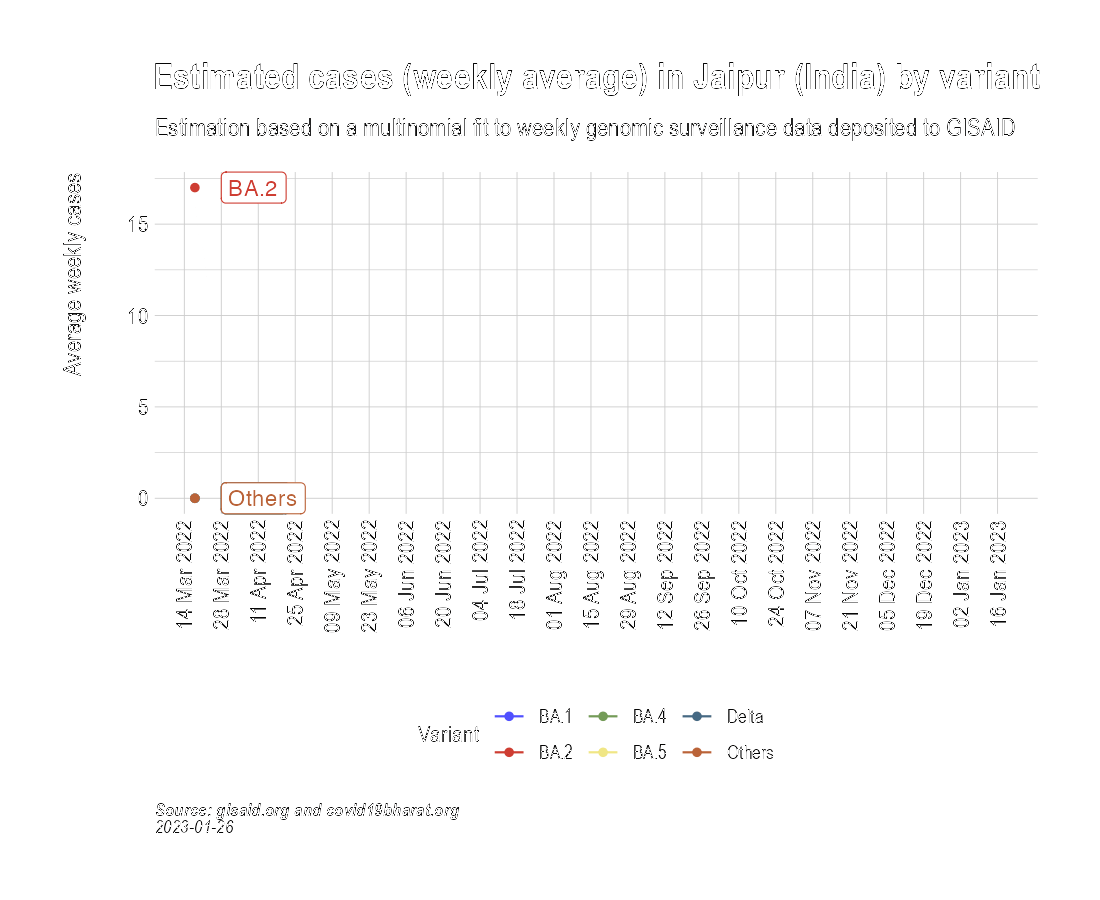 Estimated cases (weekly average) in Jaipur (India) by variant
Estimation based on a multinomial fit to weekly genomic surveillance data deposited to GISAID
Average weekly cases
15
10
5
0
BA.2
Others
14 Mar 2022
28 Mar 2022
11 Apr 2022
25 Apr 2022
09 May 2022
23 May 2022
06 Jun 2022
20 Jun 2022
04 Jul 2022
18 Jul 2022
01 Aug 2022
15 Aug 2022
29 Aug 2022
12 Sep 2022
26 Sep 2022
10 Oct 2022
24 Oct 2022
07 Nov 2022
21 Nov 2022
05 Dec 2022
19 Dec 2022
02 Jan 2023
16 Jan 2023
Variant
BA.1
BA.4
Delta
BA.2
BA.5
Others
Source: gisaid.org and covid19bharat.org
2023-01-26